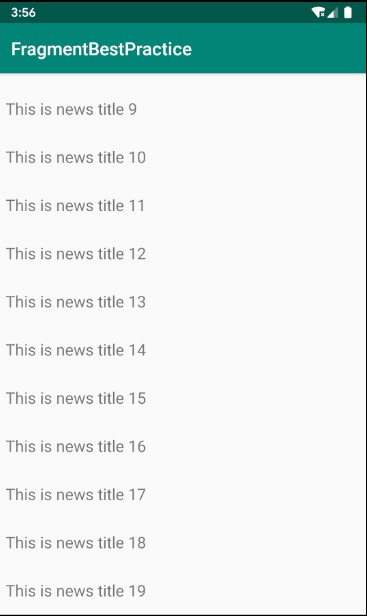 3:56
FragmentBestPractice
This is news title 9
This is news title 10
This is news title 11
This is news title 12
This is news title 13
This is news title 14
This is news title 15
This is news title 16
This is news title 17
This is news title 18
This is news title 19